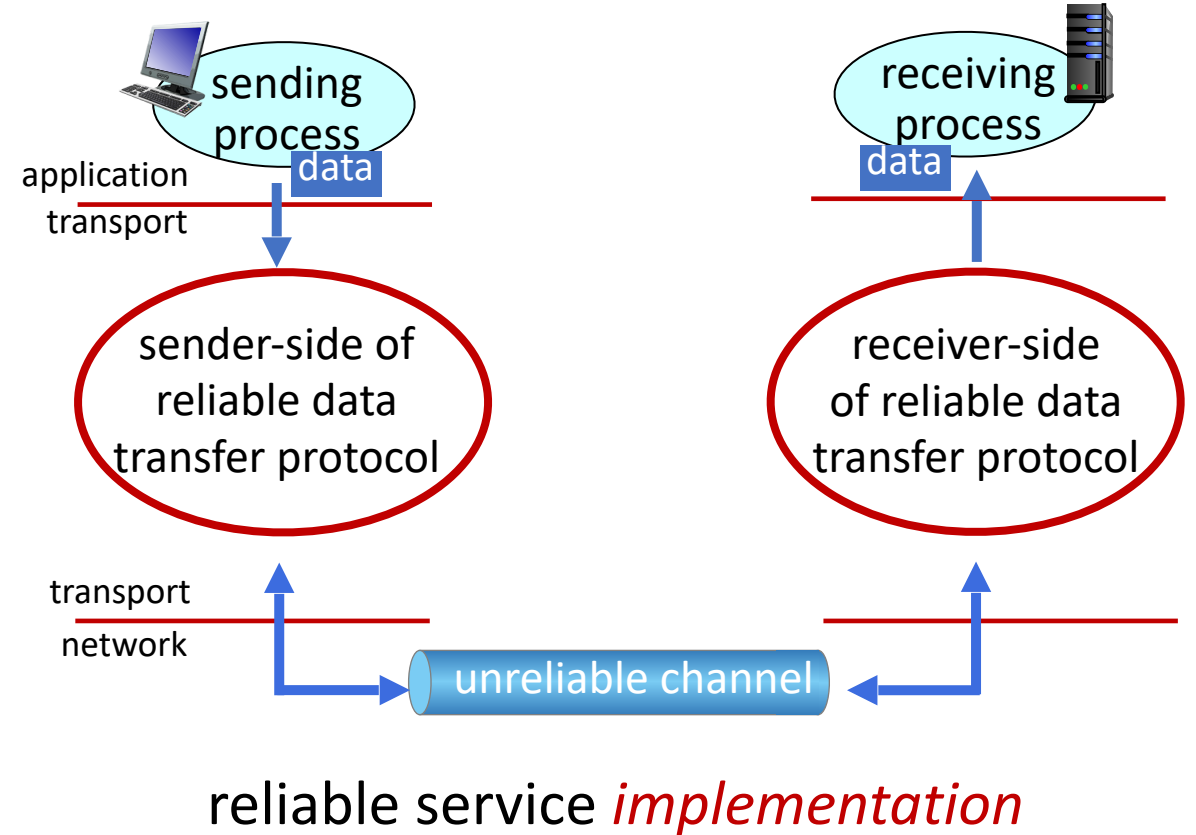 sending
process
data
application
transport
receiving
process
data
sender-side of
reliable data
transfer protocol
receiver-side
of reliable data
transfer protocol
transport
network
unreliable channel
reliable service implementation